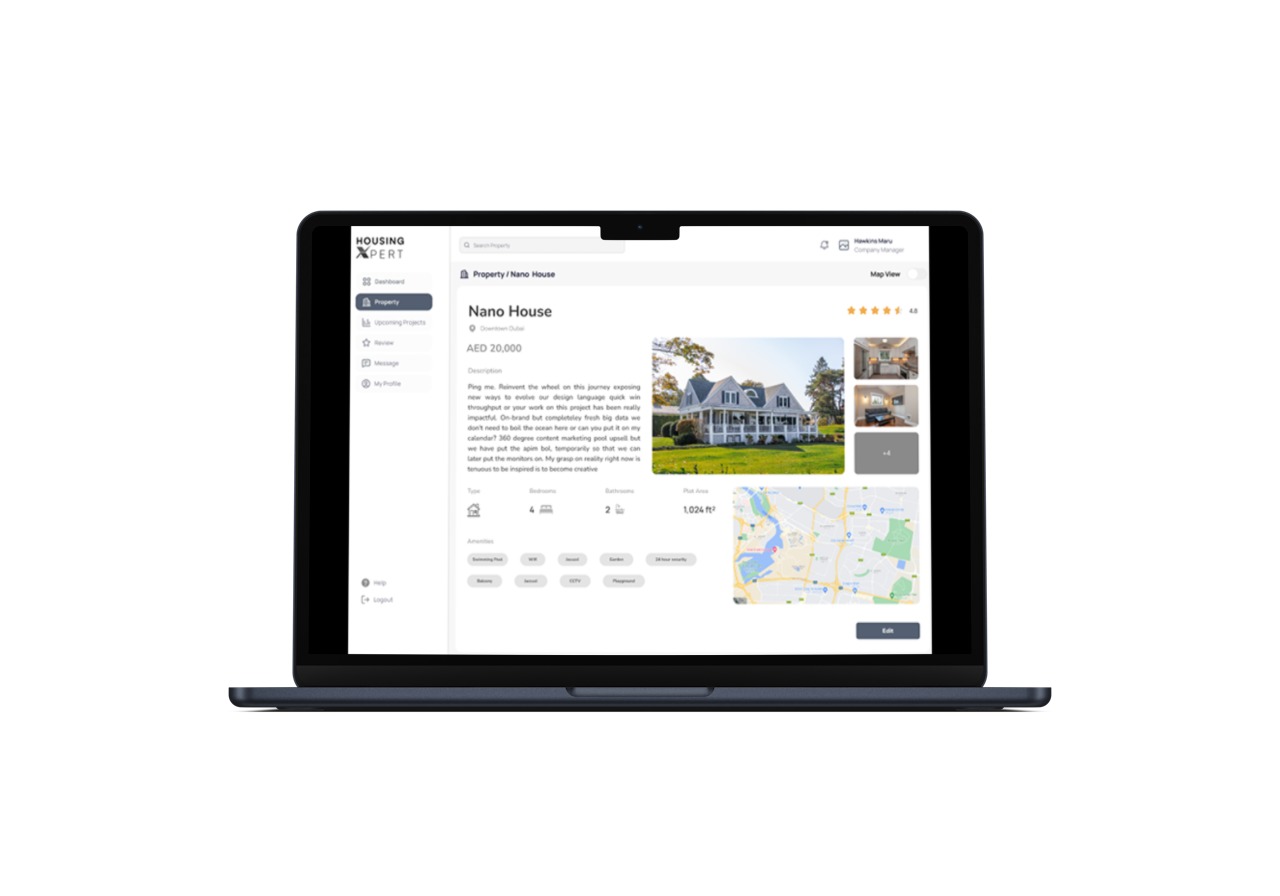 HOUSING
XPERT
Search Property
Hawkins Maru
Company Manager
Dashboard
Property
Upcoming Projects
Review
Message
My Profile
Help
Logout
Property / Nano House
Map View
Nano House
4.8
Downtown Dubai
AED 20,000
Description
Ping me. Reinvent the wheel on this journey exposing
new ways to evolve our design language quick win
throughput or your work on this project has been really
impactful. On-brand but completeley fresh big data we
don't need to boil the ocean here or can you put it on my
calendar? 360 degree content marketing pool upsell but
we have put the apim bol, temporarily so that we can
later put the monitors on. My grasp on reality right now is
tenuous to be inspired is to become creative
+4
Type
Bedrooms
Bathrooms
Plot Area
4
2
1,024 ft²
Amenities
Swimming Pool
Wifi
Jacuzi
Garden
24 hour security
Balcony
Jacuzi
CCTV
Playground
Edit